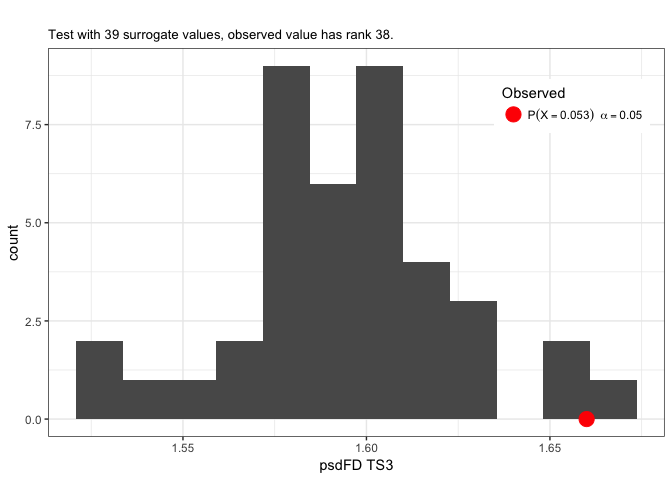 Test with 39 surrogate values, observed value has rank 38.
Observed
P(X = 0.053) α = 0.05
7.5
5.0
2.5
0.0
count
1.55 1.60 1.65
psdFD TS3